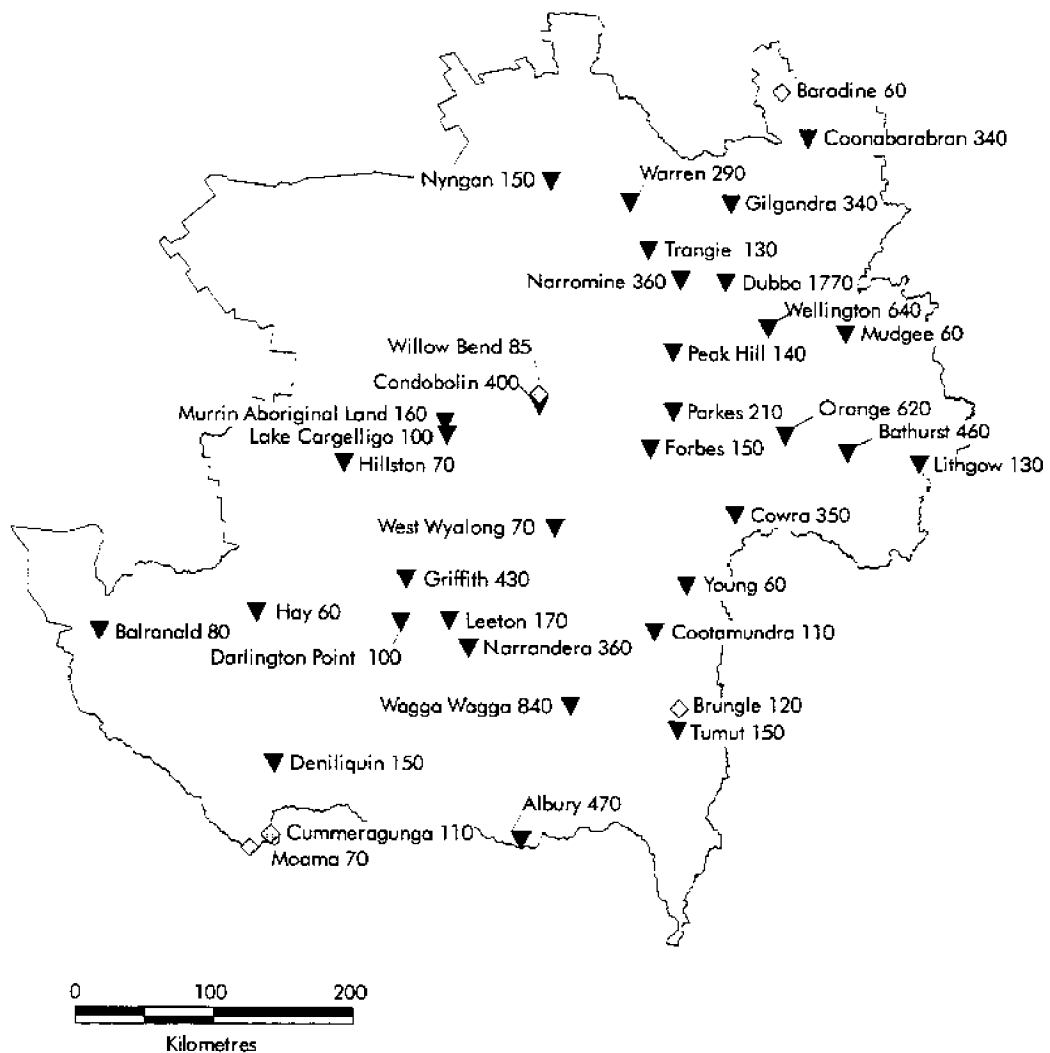 Baradine 60
Coonabarabran 340
Nyngan 150
Warren 290
Gilgandra 340
Trangie 130
Narromine 360
Dubbo 1770
Wellington 640
Mudgee 60
Willow Bend 85
Peak Hill 140
Condobolin 400
Murrin Aboriginal Land 160
Parkes 210
Orange 620
Lake Cargelligo 100
Bathurst 460
Forbes 150
Hillston 70
Lithgow 130
West Wyalong 70
Cowra 350
Griffith 430
Young 60
Hay 60
Leeton 170
Balranald 80
Cootamundra 110
Darlington Point 100
Narrandera 360
Wagga Wagga 840
Brungle 120
Tumut 150
Deniliquin 150
Albury 470
Cummeragunga 110
Moama 70
0 100 200
Kilometres